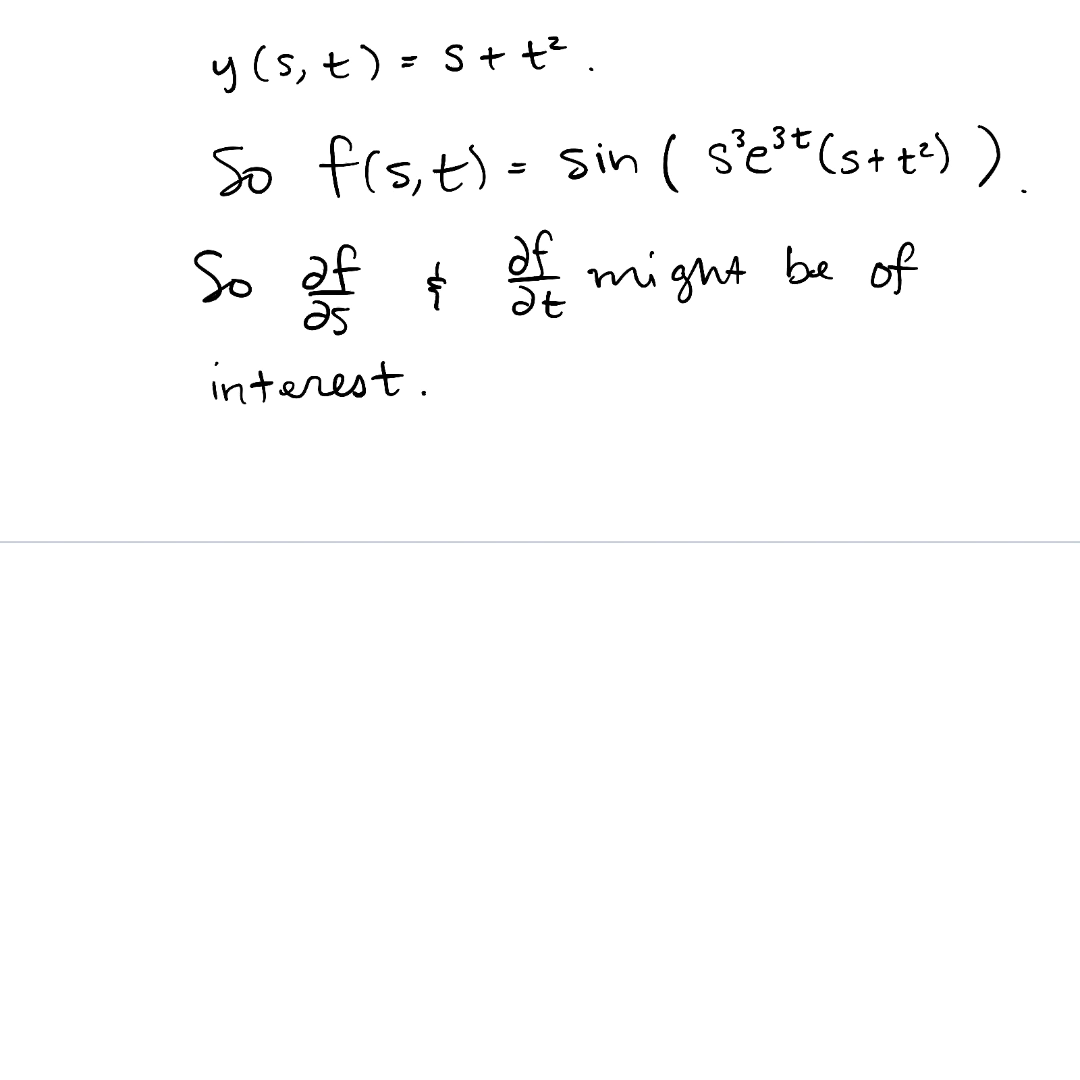 y(s,t) = s + t².
So f(s,t) = sin ( s³e³ᵗ(s+t²) ).
So ∂f/∂s & ∂f/∂t might be of
interest.